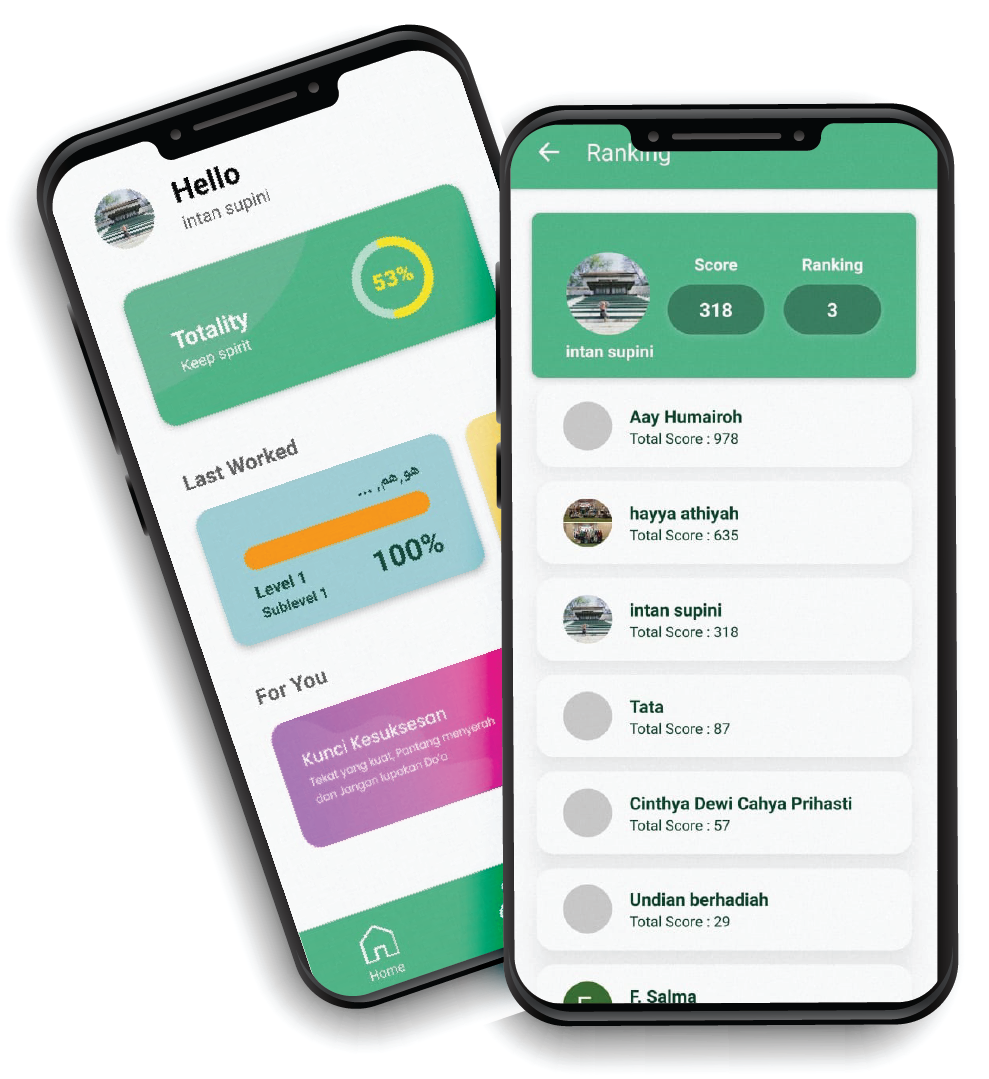 Hello
intan supini
53%
Totality
Keep spirit
Last Worked
هو, هم, ...
100%
Level 1
Sublevel 1
For You
Kunci Kesuksesan
Tekat yang kuat, Pantang menyerah
dan Jangan lupakan Do'a
Home
Ranking
Score
Ranking
318
3
intan supini
Aay Humairoh
Total Score : 978
hayya athiyah
Total Score : 635
intan supini
Total Score : 318
Tata
Total Score : 87
Cinthya Dewi Cahya Prihasti
Total Score : 57
Undian berhadiah
Total Score : 29
F. Salma
F